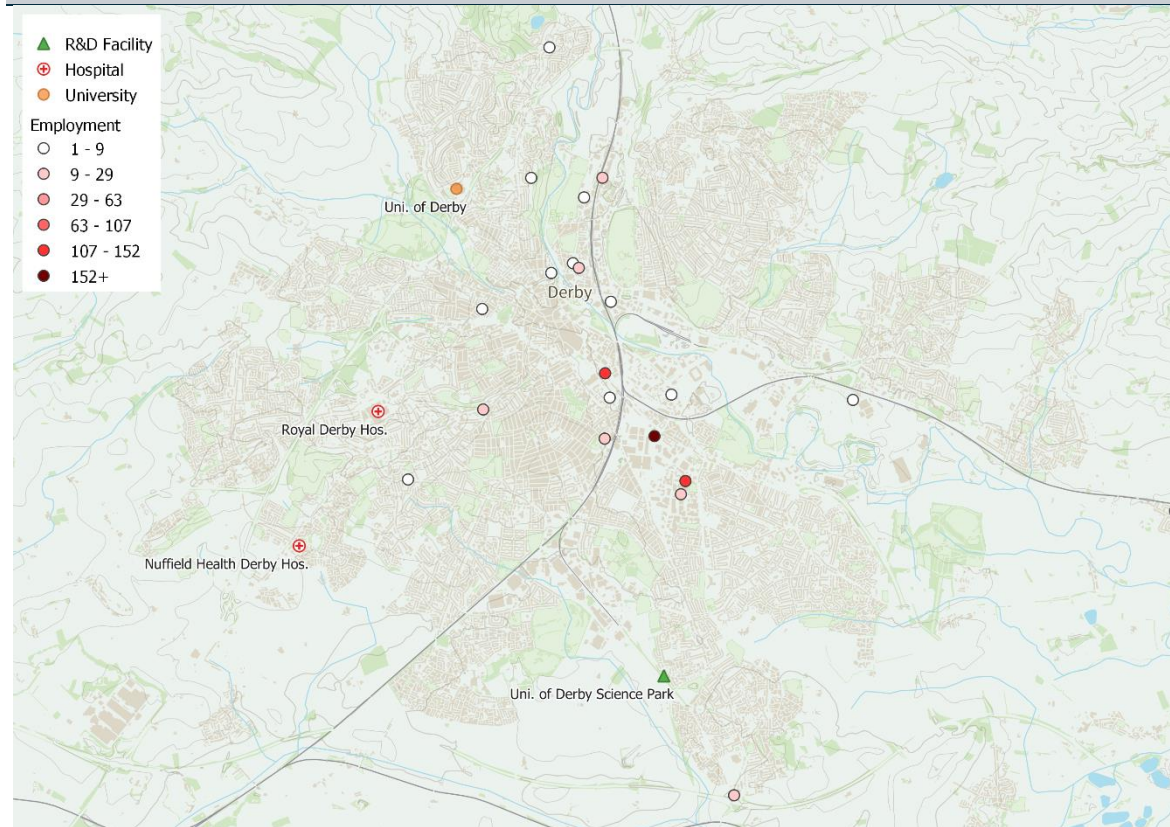 R&D Facility
Hospital
University
Employment
1 - 9
9 - 29
29 - 63
63 - 107
107 - 152
152+
Uni. of Derby
Derby
Royal Derby Hos.
Nuffield Health Derby Hos.
Uni. of Derby Science Park